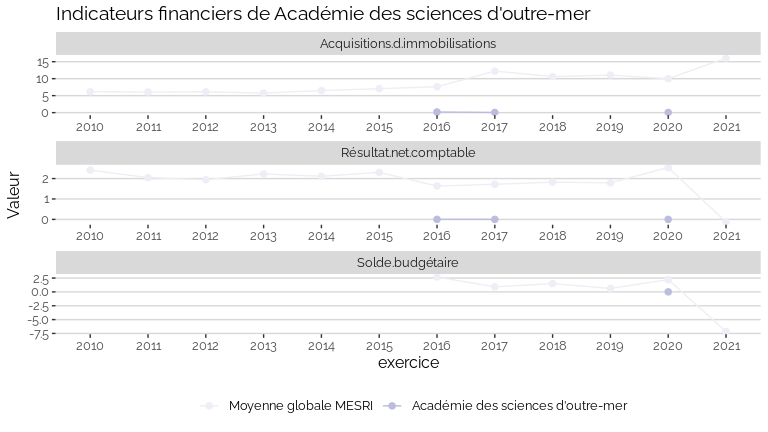 Indicateurs financiers de Académie des sciences d'outre-mer
Acquisitions.d.immobilisations
15
10
5
0
2010 2011 2012 2013 2014 2015 2016 2017 2018 2019 2020 2021
Résultat.net.comptable
2
1
0
2010 2011 2012 2013 2014 2015 2016 2017 2018 2019 2020 2021
Valeur
Solde.budgétaire
2.5
0.0
-2.5
-5.0
-7.5
2010 2011 2012 2013 2014 2015 2016 2017 2018 2019 2020 2021
exercice
Moyenne globale MESRI Académie des sciences d'outre-mer